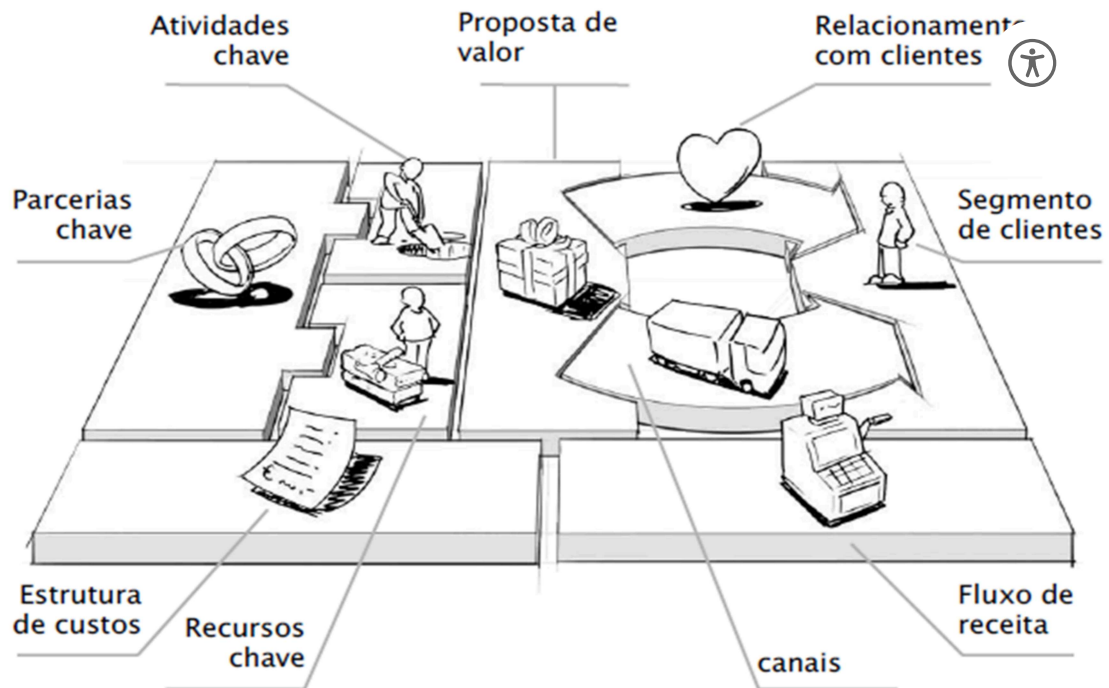 Atividades
chave
Proposta de
valor
Relacionamento
com clientes
Parcerias
chave
Segmento
de clientes
Estrutura
de custos
Recursos
chave
canais
Fluxo de
receita